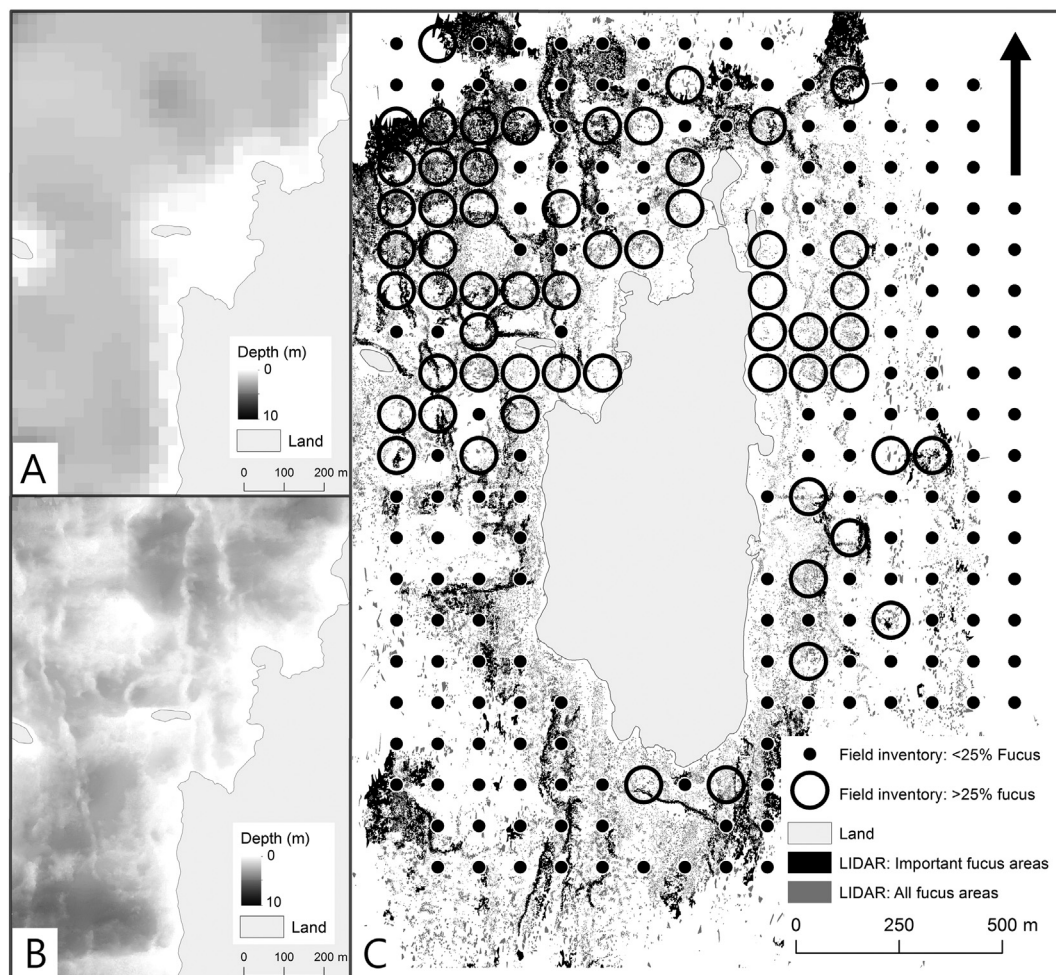 Depth (m)
0
10
Land
0 100 200 m
A
Depth (m)
0
10
Land
0 100 200 m
B
Field inventory: <25% Fucus
Field inventory: >25% fucus
Land
LIDAR: Important fucus areas
LIDAR: All fucus areas
0 250 500 m
C